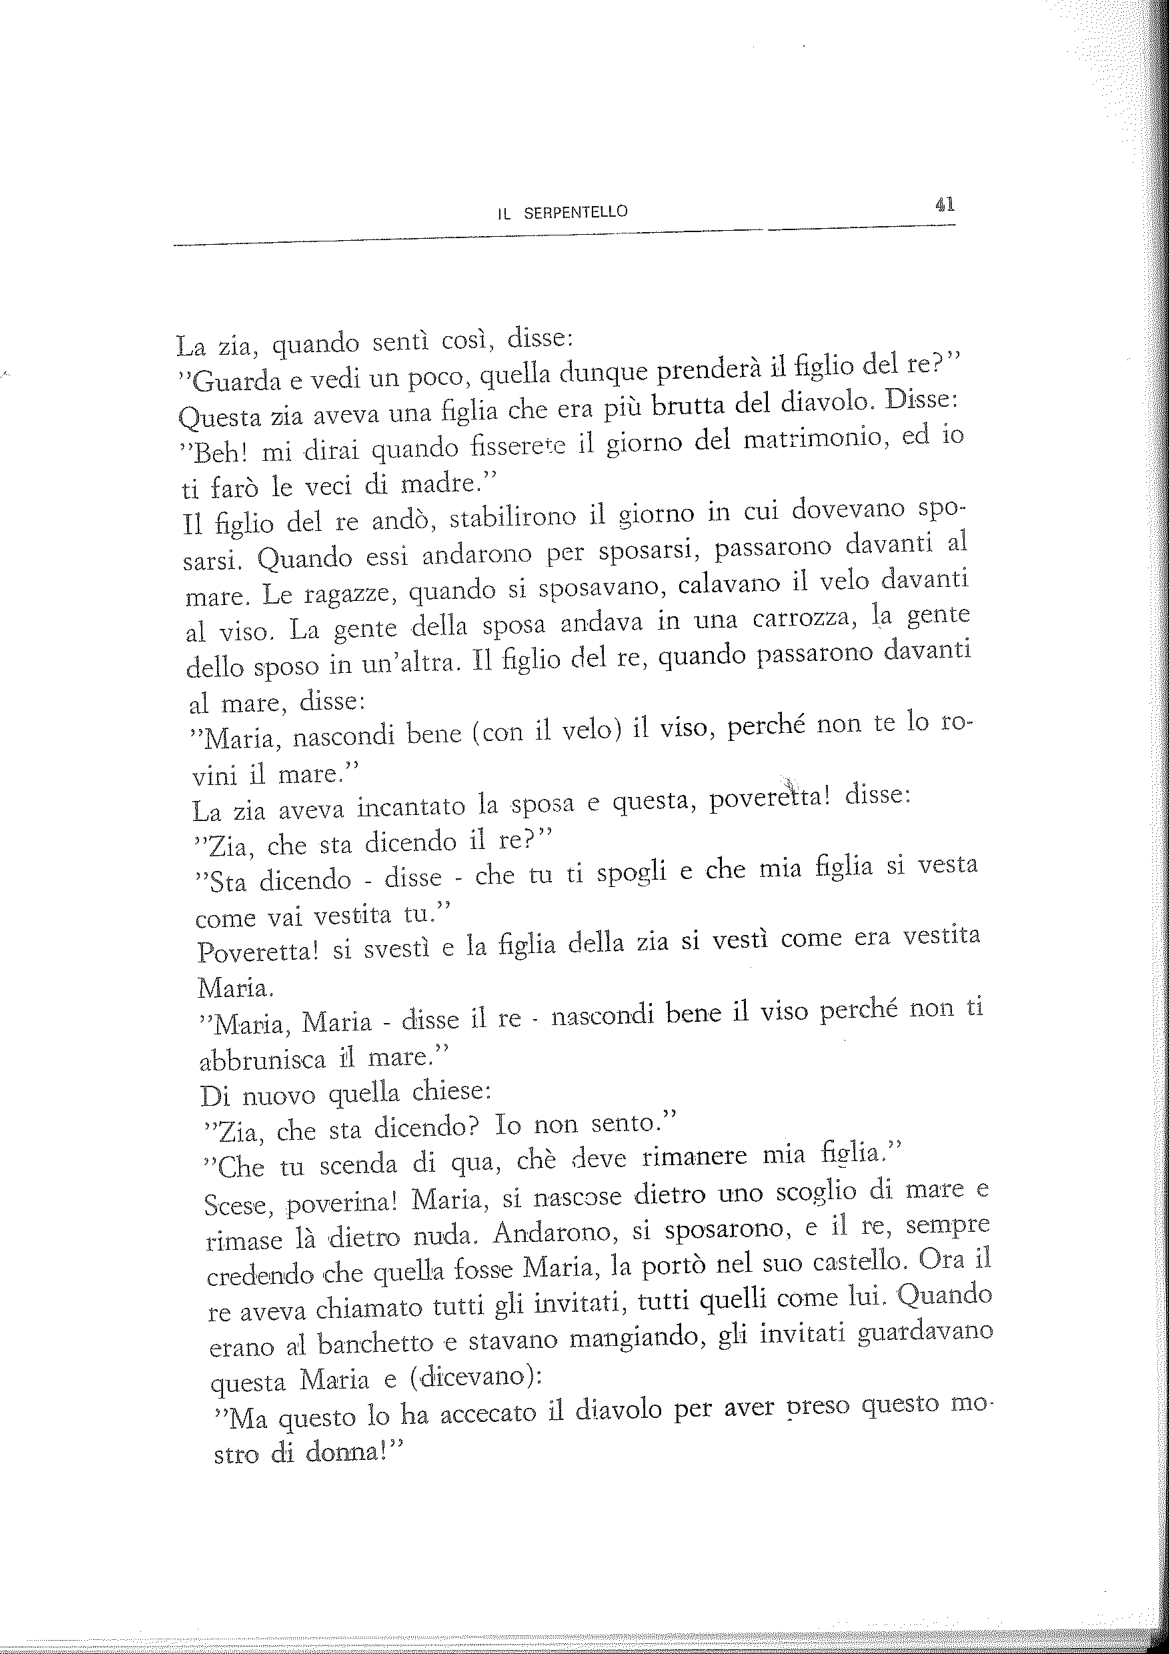 IL SERPENTELLO 41
La zia, quando sentì così, disse:
”Guarda e vedi un poco, quella dunque prenderà il figlio del re?”
Questa zia aveva una figlia che era più brutta del diavolo. Disse:
”Beh! mi dirai quando fisserete il giorno del matrimonio, ed io
ti farò le veci di madre.”
Il figlio del re andò, stabilirono il giorno in cui dovevano spo-
sarsi. Quando essi andarono per sposarsi, passarono davanti al
mare. Le ragazze, quando si sposavano, calavano il velo davanti
al viso. La gente della sposa andava in una carrozza, la gente
dello sposo in un’altra. Il figlio del re, quando passarono davanti
al mare, disse:
”Maria, nascondi bene (con il velo) il viso, perché non te lo ro-
vini il mare.”
La zia aveva incantato la sposa e questa, poveretta! disse:
”Zia, che sta dicendo il re?”
”Sta dicendo - disse - che tu ti spogli e che mia figlia si vesta
come vai vestita tu.”
Poveretta! si svestì e la figlia della zia si vestì come era vestita
Maria.
”Maria, Maria - disse il re - nascondi bene il viso perché non ti
abbrunisca il mare.”
Di nuovo quella chiese:
”Zia, che sta dicendo? Io non sento.”
”Che tu scenda di qua, chè deve rimanere mia figlia.”
Scese, poverina! Maria, si nascose dietro uno scoglio di mare e
rimase là dietro nuda. Andarono, si sposarono, e il re, sempre
credendo che quella fosse Maria, la portò nel suo castello. Ora il
re aveva chiamato tutti gli invitati, tutti quelli come lui. Quando
erano al banchetto e stavano mangiando, gli invitati guardavano
questa Maria e (dicevano):
”Ma questo lo ha accecato il diavolo per aver preso questo mo-
stro di donna!”